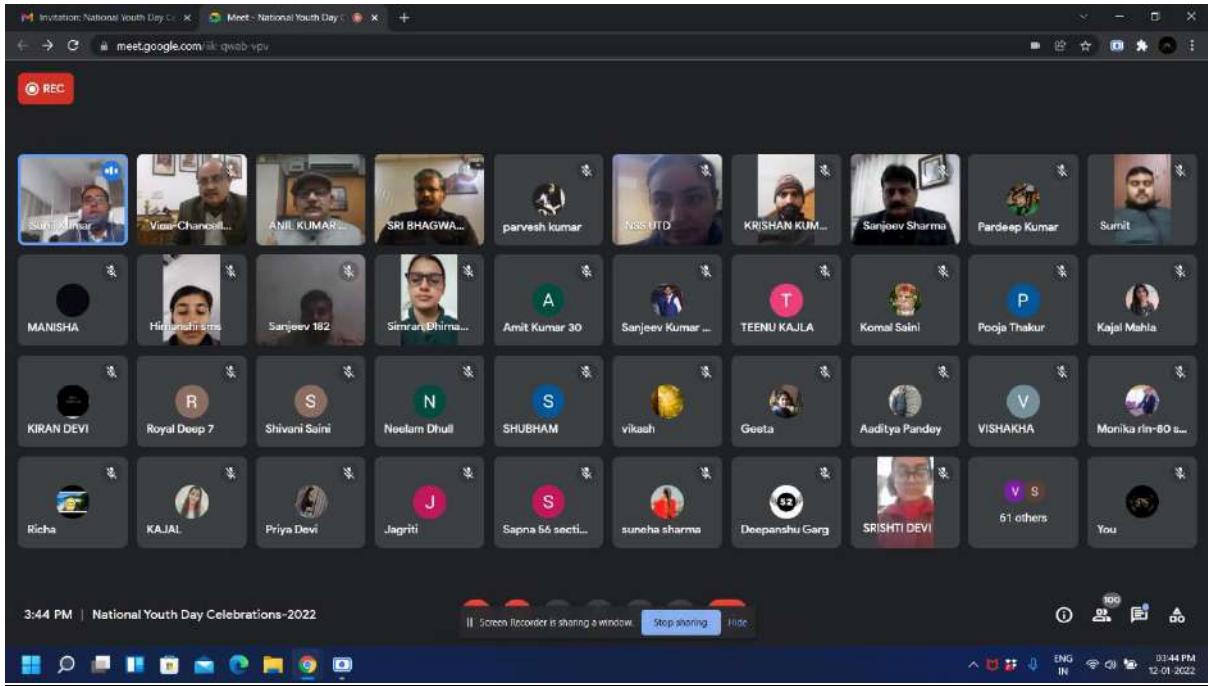 Invitation: National Youth Day C
Meet - National Youth Day
meet.google.com/iik-qwab-vpv
REC
Sunil Kumar
Vice-Chancell...
ANIL KUMAR...
SRI BHAGWA...
parvesh kumar
NSS UTD
KRISHAN KUM...
Sanjeev Sharma
Pardeep Kumar
Sumit
MANISHA
Himanshi sms
Sanjeev 182
Simran Dhima...
A
Amit Kumar 30
Sanjeev Kumar ...
T
TEENU KAJLA
Komal Saini
P
Pooja Thakur
Kajal Mahla
KIRAN DEVI
R
Royal Deep 7
S
Shivani Saini
N
Neelam Dhull
S
SHUBHAM
vikash
Geeta
Aaditya Pandey
V
VISHAKHA
Monika rln-80 s...
Richa
KAJAL
Priya Devi
J
Jagriti
S
Sapna 56 secti...
suneha sharma
52
Deepanshu Garg
SRISHTI DEVI
V S
61 others
You
3:44 PM | National Youth Day Celebrations-2022
Screen Recorder is sharing a window.
Stop sharing
Hide
100
ENG
IN
03:44 PM
12-01-2022